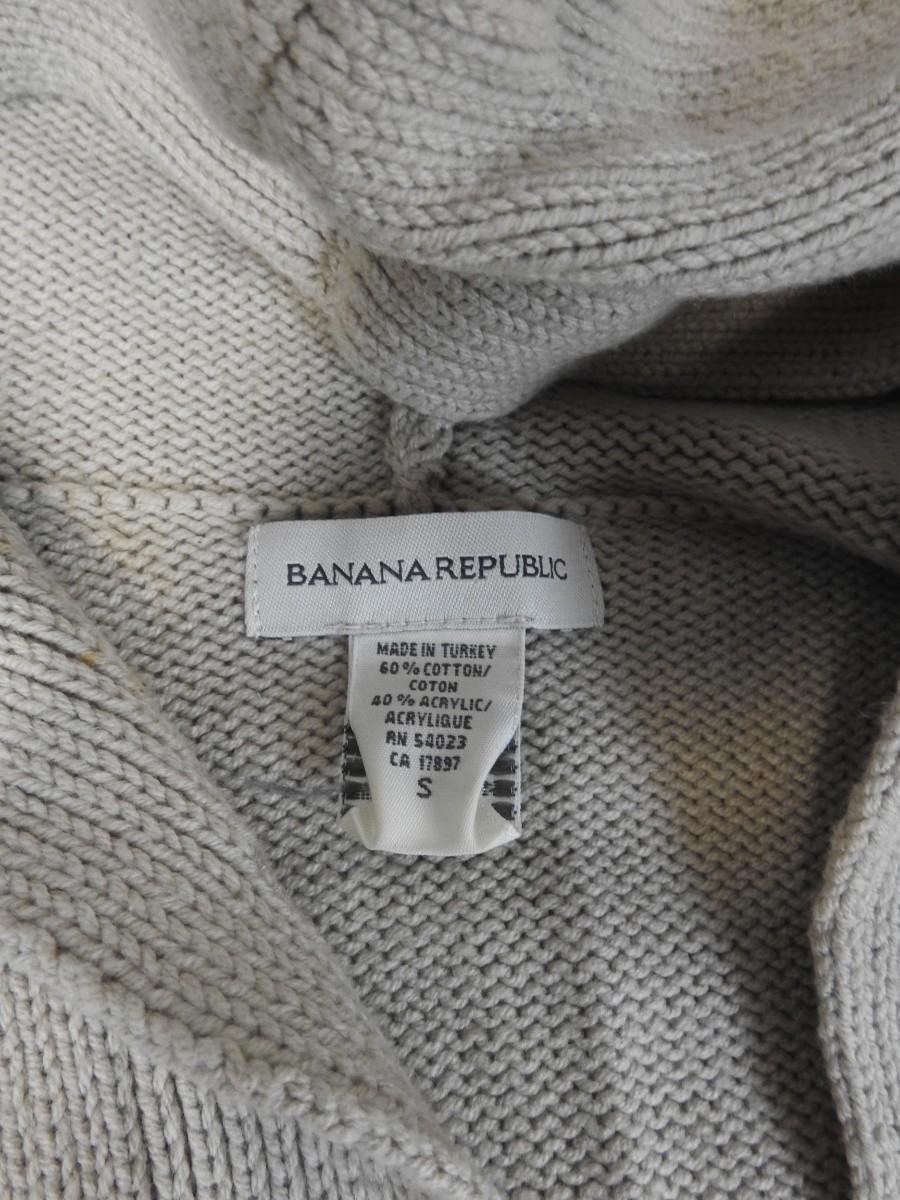 BANANA REPUBLIC
MADE IN TURKEY
60% COTTON/
COTON
40% ACRYLIC/
ACRYLIQUE
RN 54023
CA 17897
S